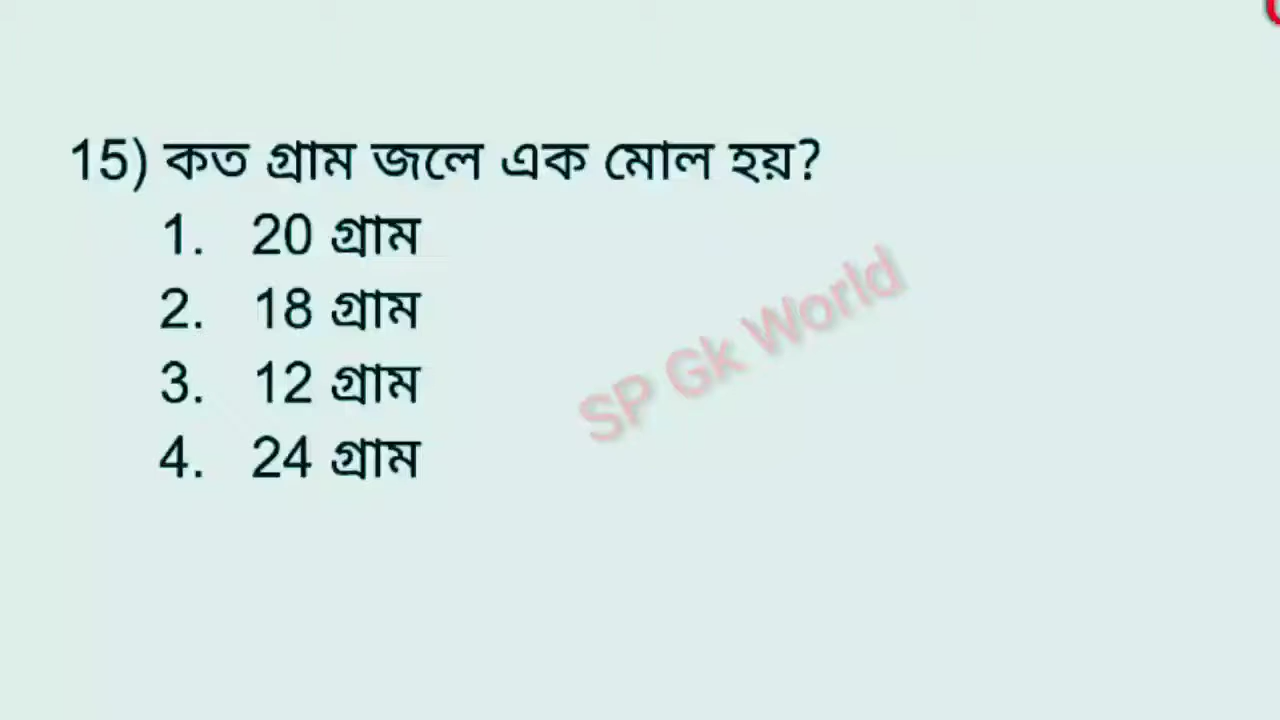 15) কত গ্রাম জলে এক মোল হয়?
1. 20 গ্রাম
2. 18 গ্রাম
3. 12 গ্রাম
4. 24 গ্রাম
SP Gk World